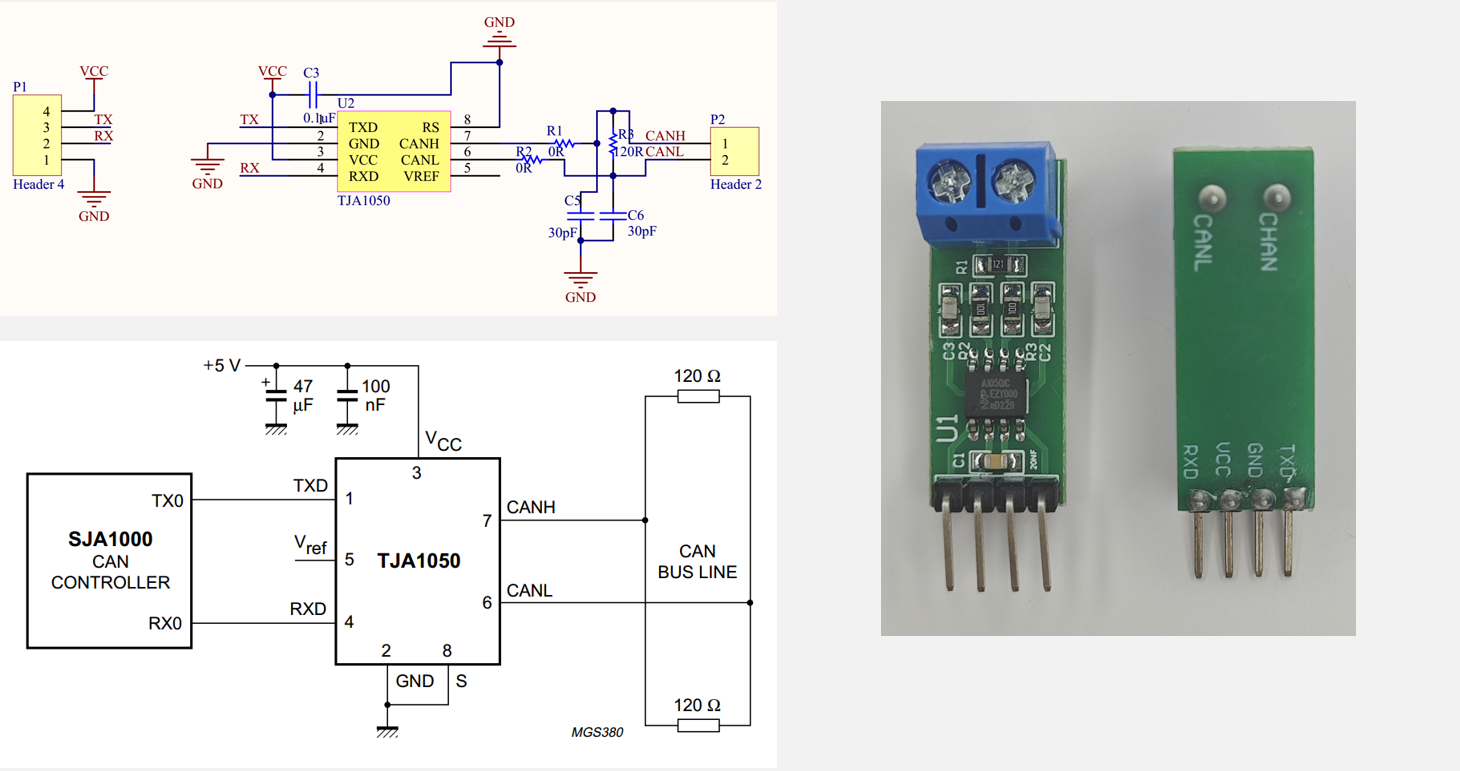 GND
P1
VCC
4
3
TX
2
RX
1
Header 4
GND
VCC
C3
U2
0.1uF
TX
1
TXD
RS
8
2
GND
CANH
7
3
VCC
CANL
6
RX
4
RXD
VREF
5
GND
TJA1050
R1
0R
R2
0R
R3
120R
CANH
CANL
P2
1
2
Header 2
C5
C6
30pF
30pF
GND
+5 V
+
47
µF
100
nF
VCC
3
TX0
TXD
1
SJA1000
CAN
CONTROLLER
Vref
5
TJA1050
RX0
RXD
4
7
CANH
6
CANL
2
8
GND
S
120 Ω
CAN
BUS LINE
120 Ω
MGS380
R1
121
C3
R2
100
100
R3
C2
A1050/C
U1
C1
CANL
CHAN
RXD
VCC
GND
TXD